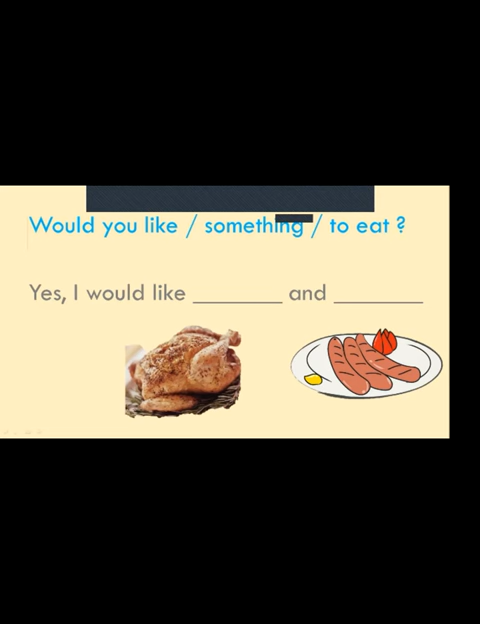 Would you like / something / to eat ?
Yes, I would like ________ and ________